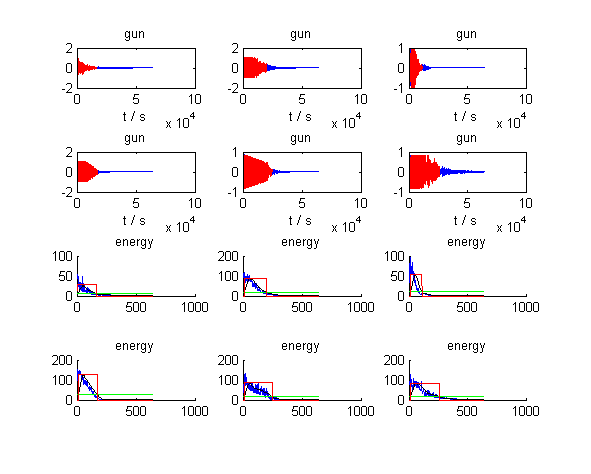 gun gun gun
2 2 1
0 0 0
-2 -2 -1
0 5 10 0 5 10 0 5 10
t / s x 10^4 t / s x 10^4 t / s x 10^4
gun gun gun
2 1 1
0 0 0
-2 -1 -1
0 5 10 0 5 10 0 5 10
t / s x 10^4 t / s x 10^4 t / s x 10^4
energy energy energy
100 200 100
50 100 50
0 0 0
0 500 1000 0 500 1000 0 500 1000
energy energy energy
200 200 200
100 100 100
0 0 0
0 500 1000 0 500 1000 0 500 1000